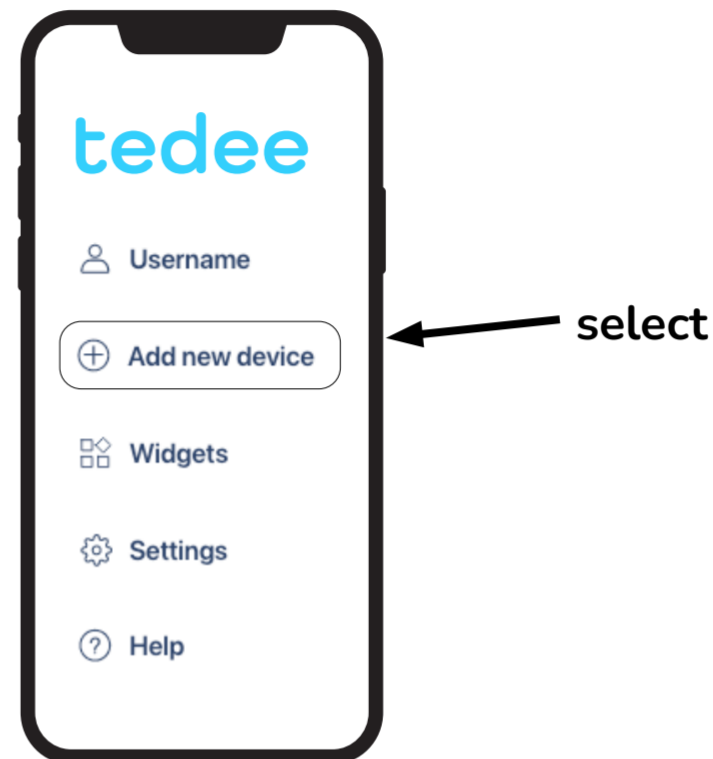 tedee
Username
Add new device
select
Widgets
Settings
Help